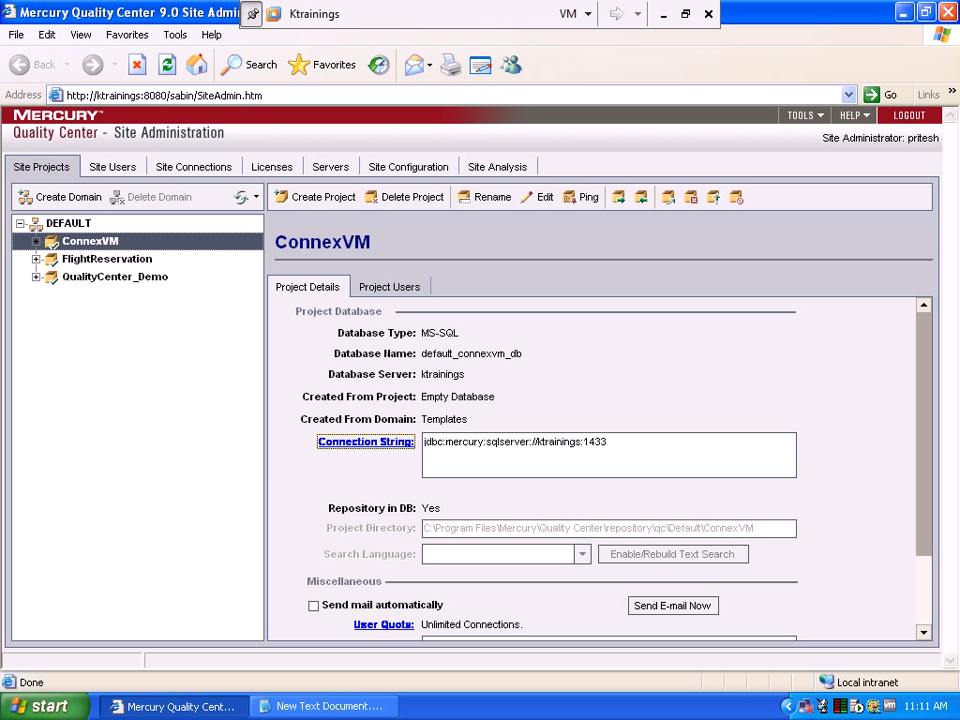 Mercury Quality Center 9.0 Site Admi
Ktrainings
VM
File Edit View Favorites Tools Help
Back Search Favorites
Address http://ktrainings:8080/sabin/SiteAdmin.htm Go Links »
MERCURY™ TOOLS HELP LOGOUT
Quality Center - Site Administration
Site Administrator: pritesh
Site Projects Site Users Site Connections Licenses Servers Site Configuration Site Analysis
Create Domain Delete Domain Create Project Delete Project Rename Edit Ping
DEFAULT
ConnexVM
FlightReservation
QualityCenter_Demo
ConnexVM
Project Details Project Users
Project Database
Database Type: MS-SQL
Database Name: default_connexvm_db
Database Server: ktrainings
Created From Project: Empty Database
Created From Domain: Templates
Connection String: jdbc:mercury:sqlserver://ktrainings:1433
Repository in DB: Yes
Project Directory: C:\Program Files\Mercury\Quality Center\repository\qc\Default\ConnexVM
Search Language: Enable/Rebuild Text Search
Miscellaneous
Send mail automatically Send E-mail Now
User Quota: Unlimited Connections.
Done Local intranet
start Mercury Quality Cent... New Text Document.... 11:11 AM